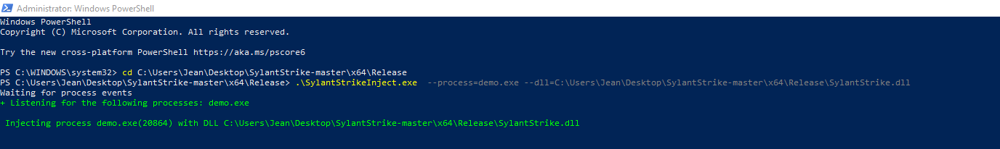 Administrator: Windows PowerShell
Windows PowerShell
Copyright (C) Microsoft Corporation. All rights reserved.
Try the new cross-platform PowerShell https://aka.ms/pscore6
PS C:\WINDOWS\system32> cd C:\Users\Jean\Desktop\SylantStrike-master\x64\Release
PS C:\Users\Jean\Desktop\SylantStrike-master\x64\Release> .\SylantStrikeInject.exe  --process=demo.exe --dll=C:\Users\Jean\Desktop\SylantStrike-master\x64\Release\SylantStrike.dll
Waiting for process events
+ Listening for the following processes: demo.exe
Injecting process demo.exe(20864) with DLL C:\Users\Jean\Desktop\SylantStrike-master\x64\Release\SylantStrike.dll